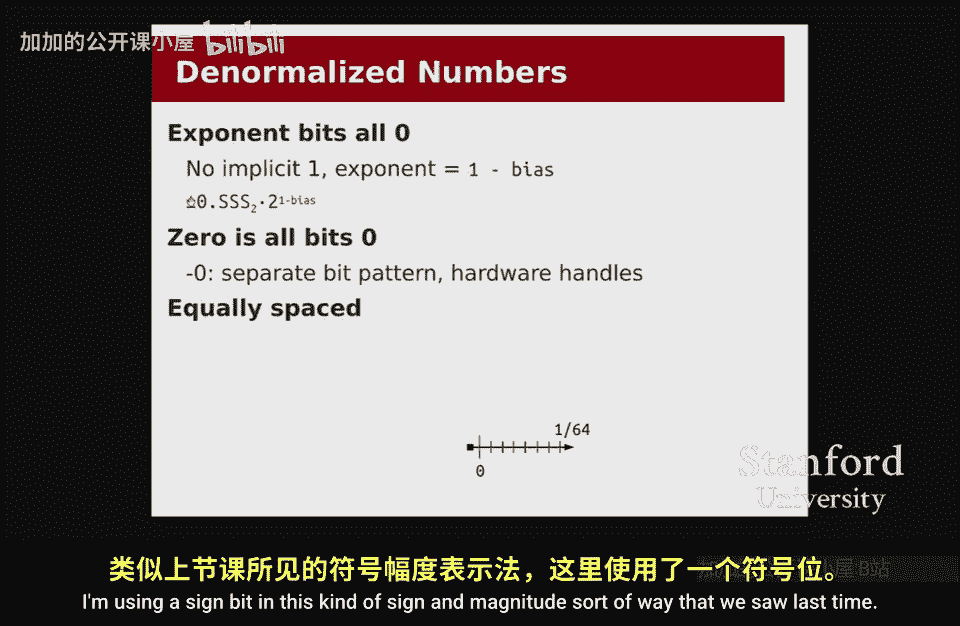 加加的公开课小屋 bilibili
Denormalized Numbers
Exponent bits all 0
No implicit 1, exponent = 1 - bias
0.SSS₂·2¹⁻ᵇⁱᵃˢ
Zero is all bits 0
-0: separate bit pattern, hardware handles
Equally spaced
1/64
0
Stanford
University
类似上节课所见的符号幅度表示法，这里使用了一个符号位。
I'm using a sign bit in this kind of sign and magnitude sort of way that we saw last time.